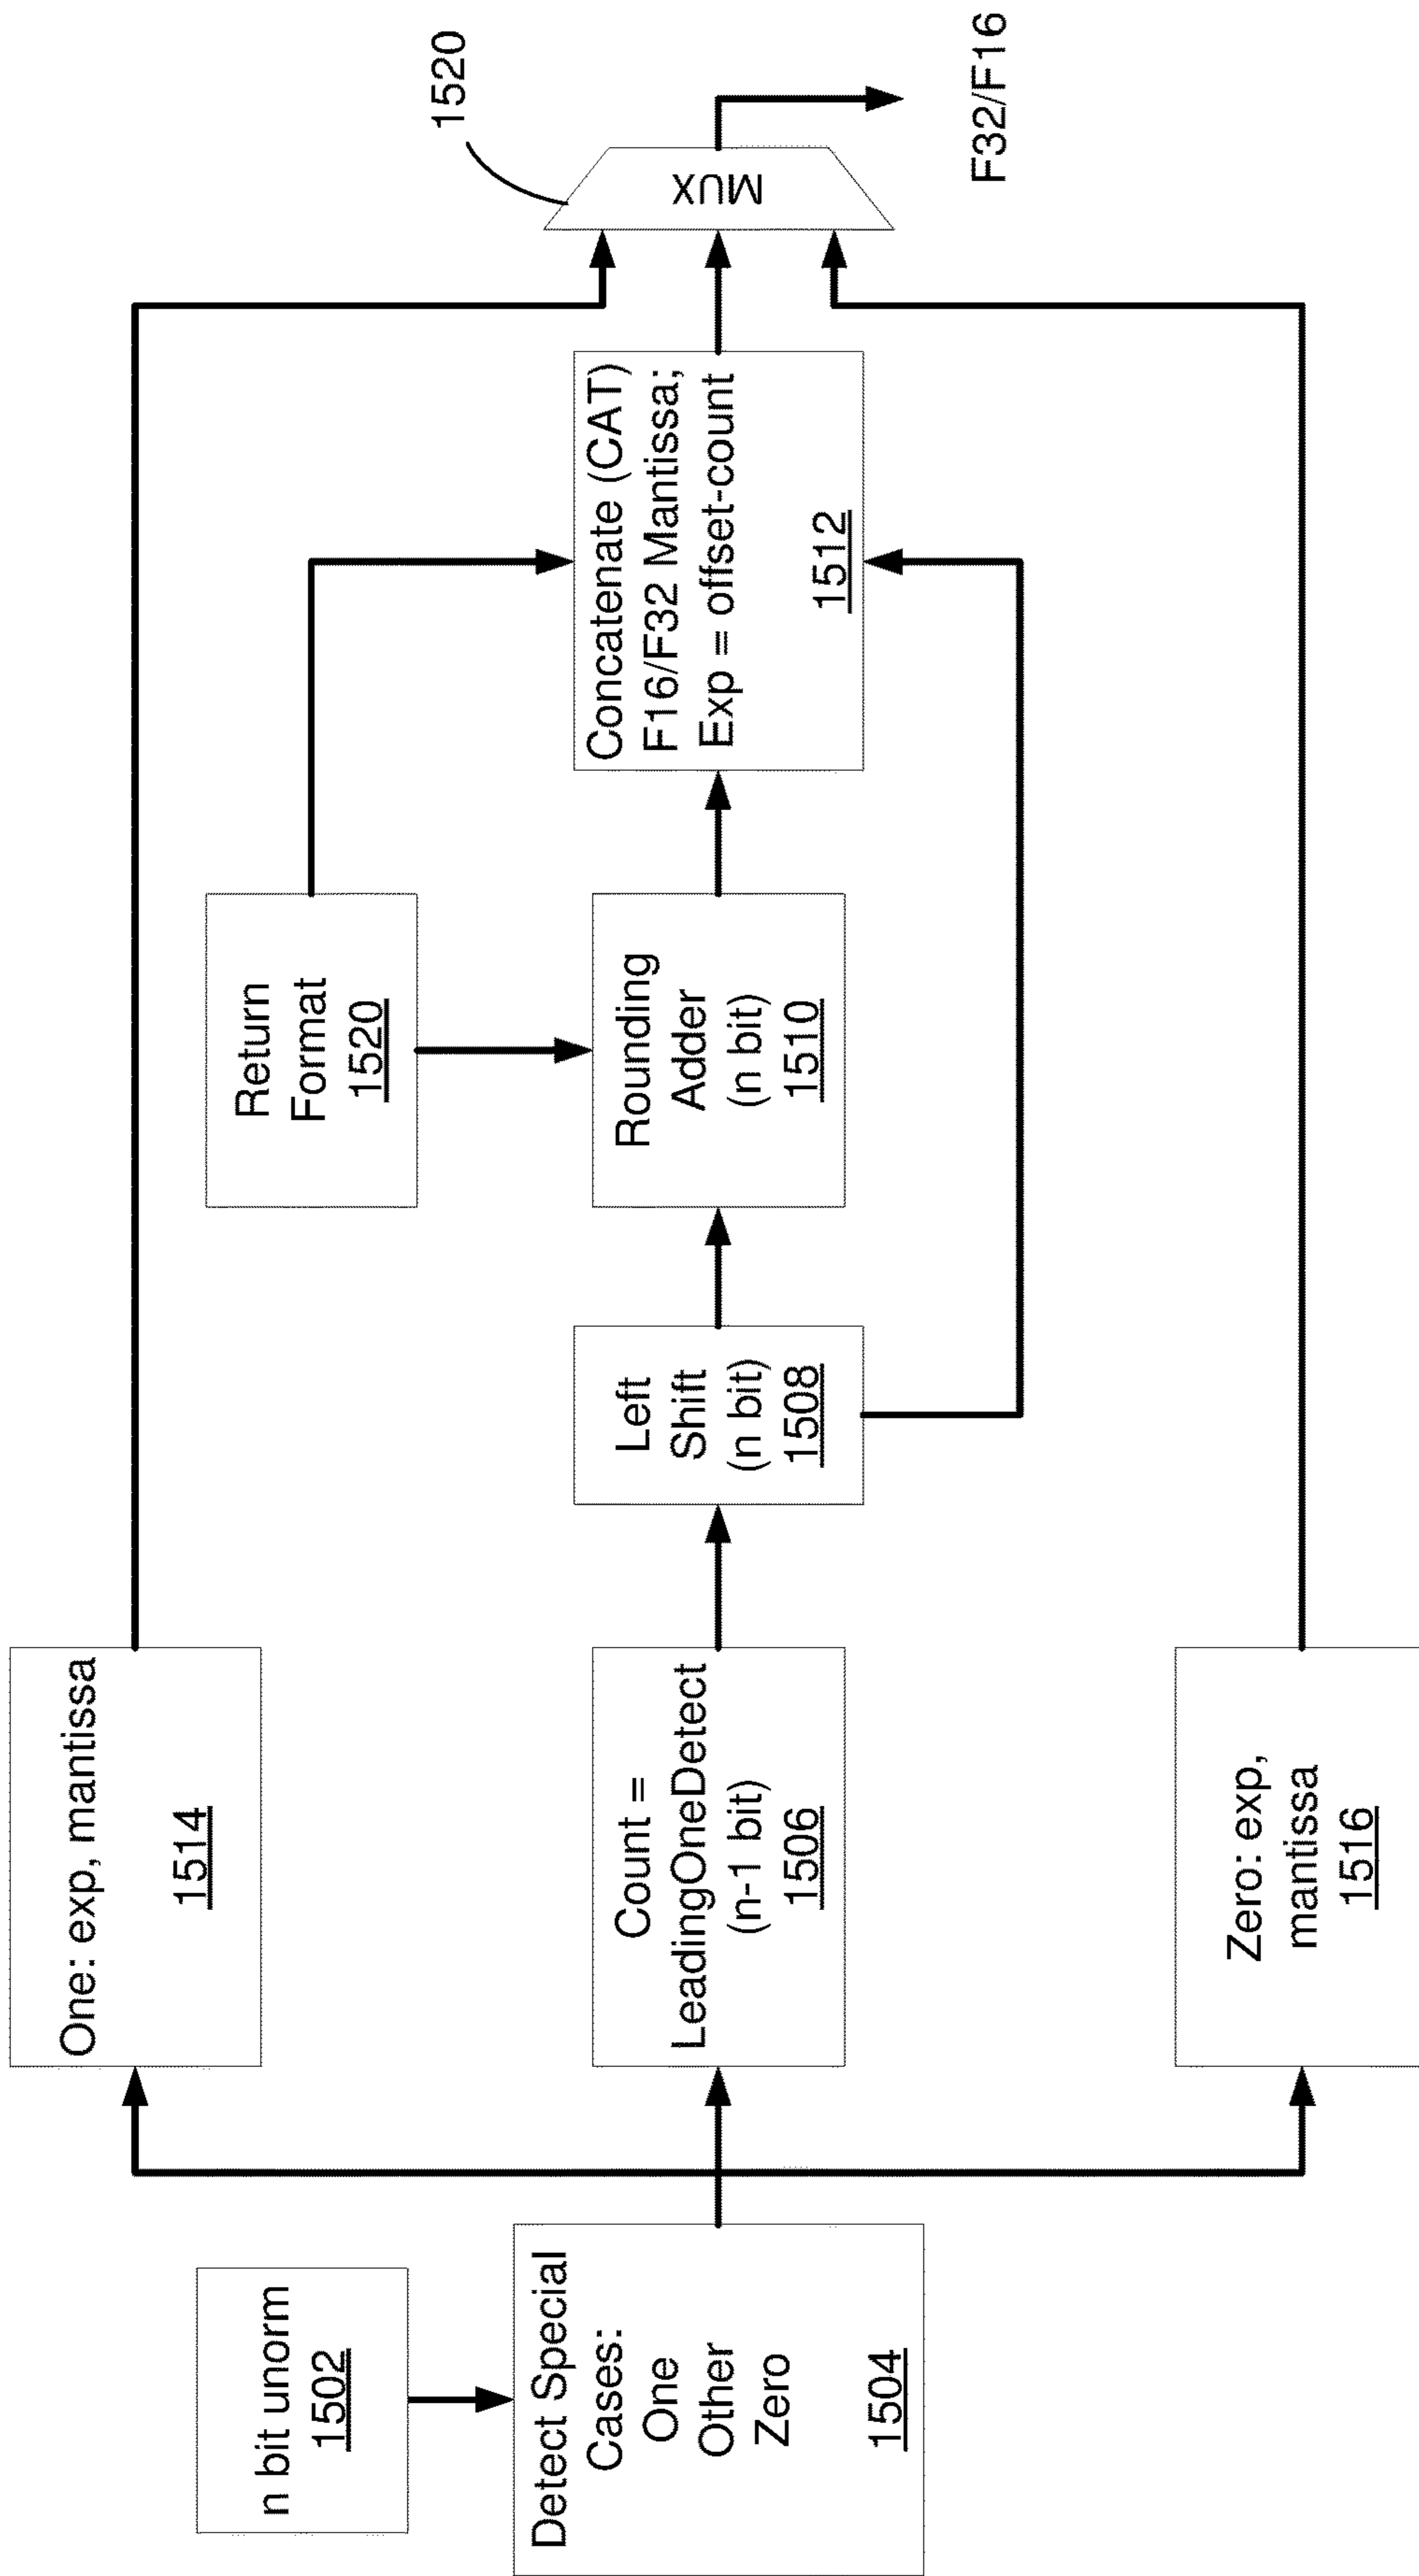 n bit unorm
1502
Detect Special
Cases:
One
Other
Zero
1504
One: exp, mantissa
1514
Count =
LeadingOneDetect
(n-1 bit)
1506
Zero: exp,
mantissa
1516
Left
Shift
(n bit)
1508
Return
Format
1520
Rounding
Adder
(n bit)
1510
Concatenate (CAT)
F16/F32 Mantissa;
Exp = offset-count
1512
1520
MUX
F32/F16